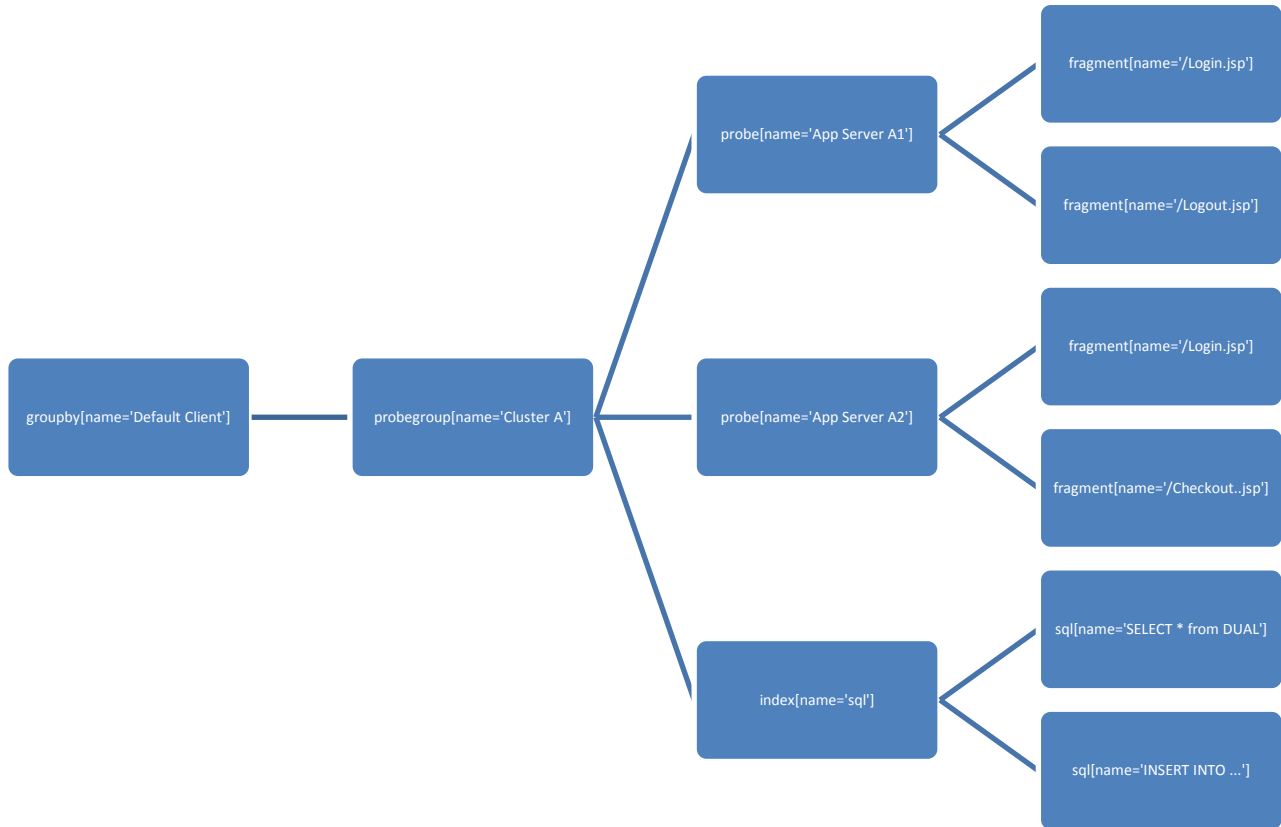 groupby[name='Default Client']
probegroup[name='Cluster A']
probe[name='App Server A1']
fragment[name='/Login.jsp']
fragment[name='/Logout.jsp']
probe[name='App Server A2']
fragment[name='/Login.jsp']
fragment[name='/Checkout..jsp']
index[name='sql']
sql[name='SELECT * from DUAL']
sql[name='INSERT INTO ...']